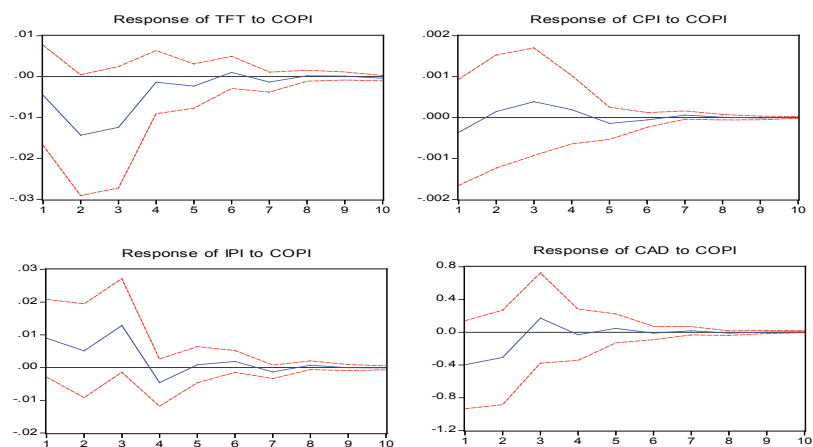 Response of TFT to COPI
.01
.00
-.01
-.02
-.03
1 2 3 4 5 6 7 8 9 10
Response of CPI to COPI
.002
.001
.000
-.001
-.002
1 2 3 4 5 6 7 8 9 10
Response of IPI to COPI
.03
.02
.01
.00
-.01
-.02
1 2 3 4 5 6 7 8 9 10
Response of CAD to COPI
0.8
0.4
0.0
-0.4
-0.8
-1.2
1 2 3 4 5 6 7 8 9 10